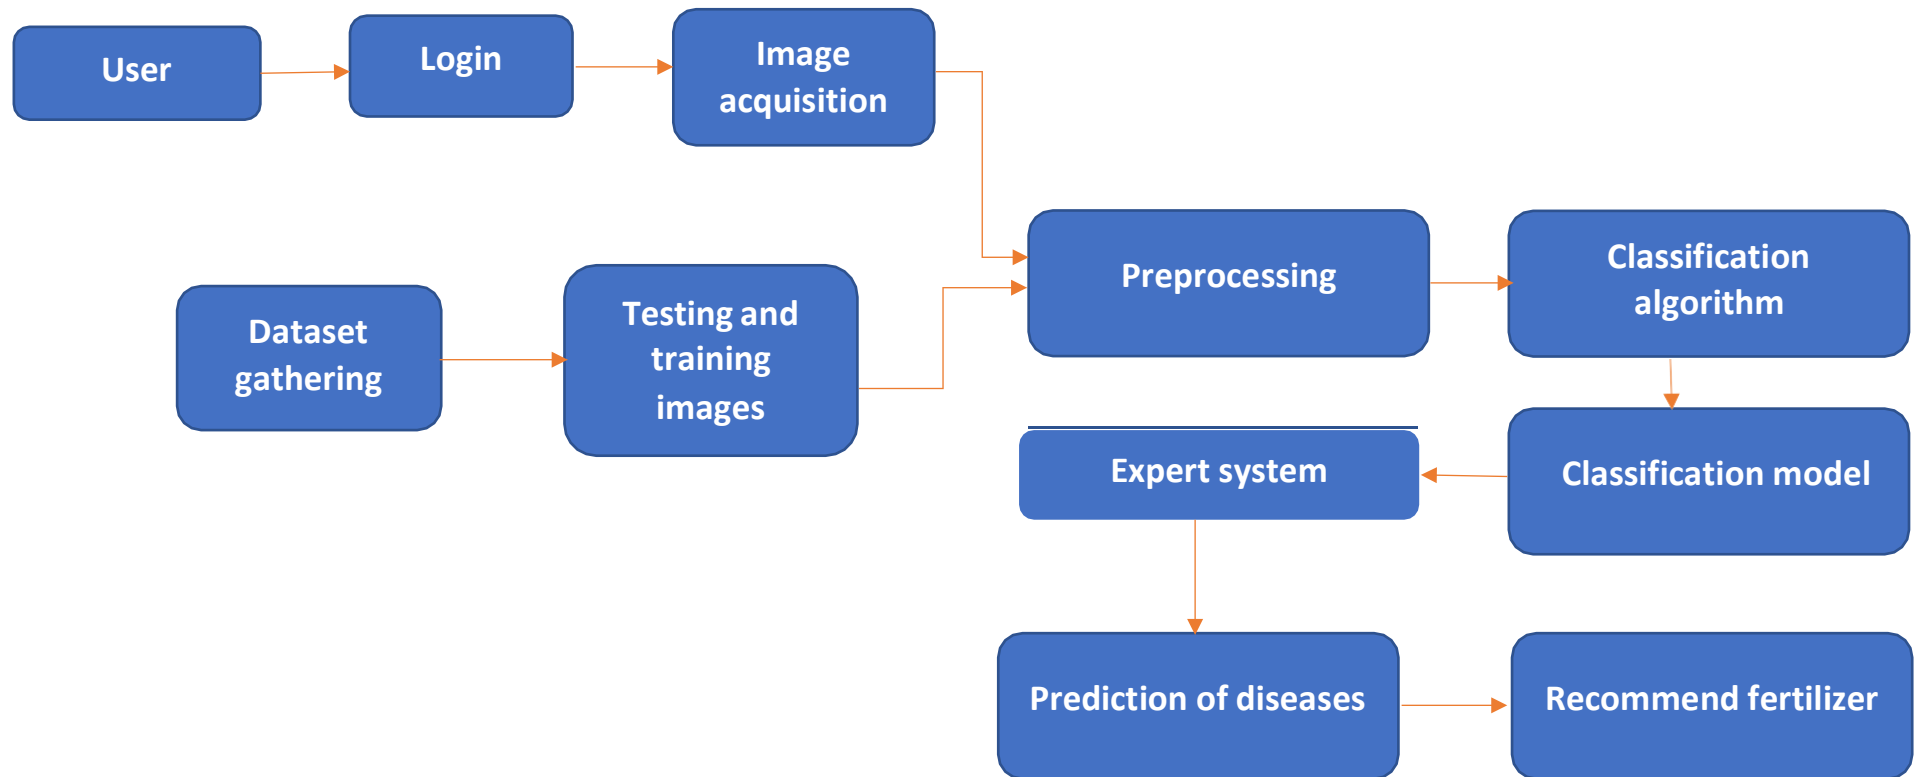 User
Login
Image
acquisition
Dataset
gathering
Testing and
training
images
Preprocessing
Classification
algorithm
Classification model
Expert system
Prediction of diseases
Recommend fertilizer